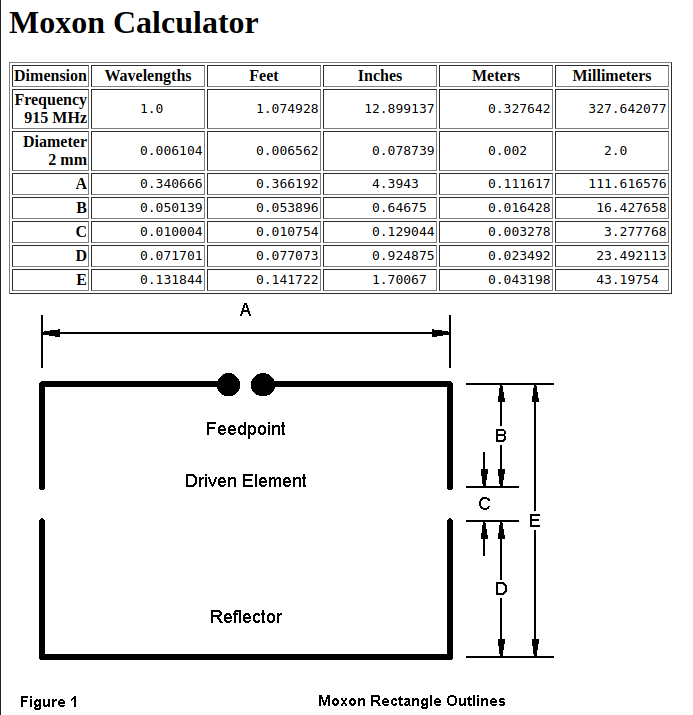 Moxon Calculator
Dimension Wavelengths Feet Inches Meters Millimeters
Frequency
915 MHz 1.0 1.074928 12.899137 0.327642 327.642077
Diameter
2 mm 0.006104 0.006562 0.078739 0.002 2.0
A 0.340666 0.366192 4.3943 0.111617 111.616576
B 0.050139 0.053896 0.64675 0.016428 16.427658
C 0.010004 0.010754 0.129044 0.003278 3.277768
D 0.071701 0.077073 0.924875 0.023492 23.492113
E 0.131844 0.141722 1.70067 0.043198 43.19754
A
Feedpoint
B
Driven Element
C
E
D
Reflector
Figure 1 Moxon Rectangle Outlines